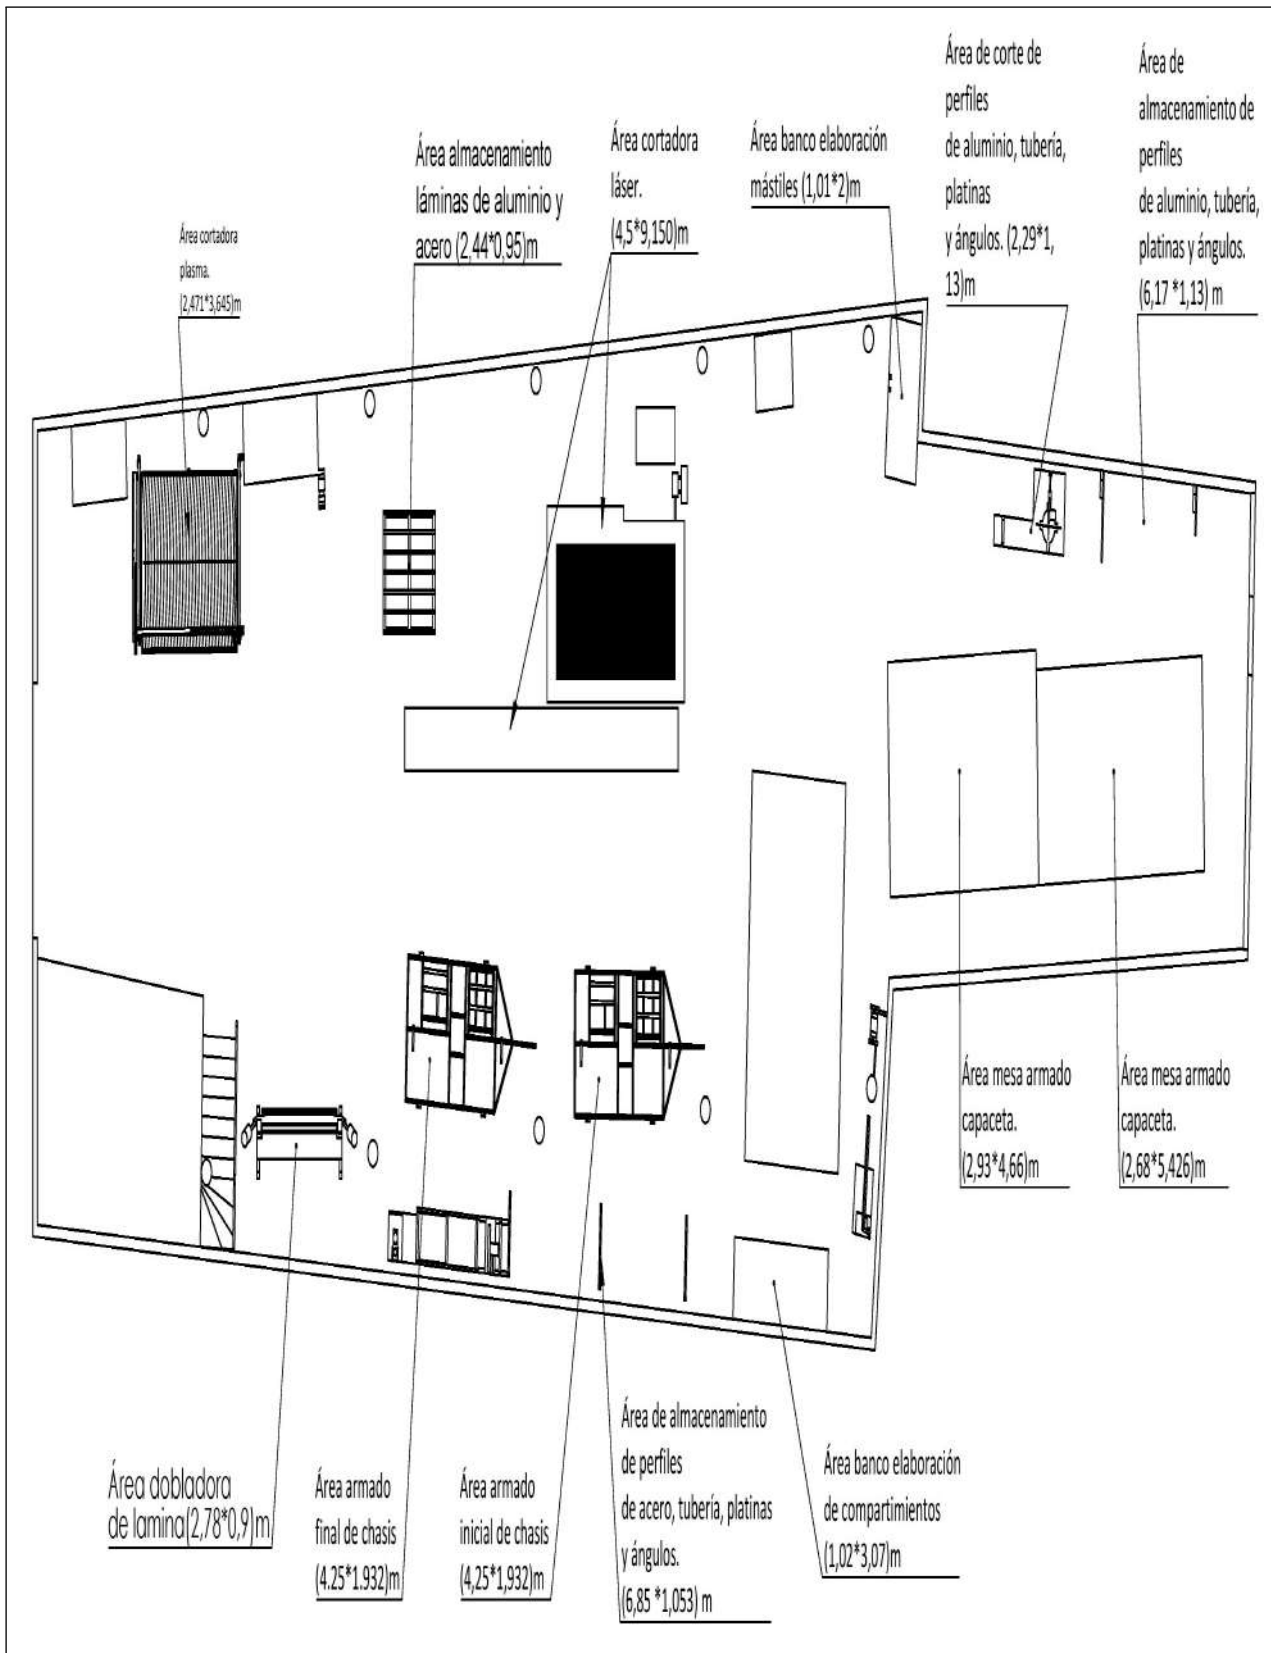 Área cortadora
plasma.
(2,471*3,645)m
Área almacenamiento
láminas de aluminio y
acero (2,44*0,95)m
Área cortadora
láser.
(4,5*9,150)m
Área banco elaboración
mástiles (1,01*2)m
Área de corte de
perfiles
de aluminio, tubería,
platinas
y ángulos. (2,29*1,
13)m
Área de
almacenamiento de
perfiles
de aluminio, tubería,
platinas y ángulos.
(6,17 *1,13) m
Área mesa armado
capaceta.
(2,93*4,66)m
Área mesa armado
capaceta.
(2,68*5,426)m
Área dobladora
de lamina(2,78*0,9)m
Área armado
final de chasis
(4.25*1.932)m
Área armado
inicial de chasis
(4,25*1,932)m
Área de almacenamiento
de perfiles
de acero, tubería, platinas
y ángulos.
(6,85 *1,053) m
Área banco elaboración
de compartimientos
(1,02*3,07)m